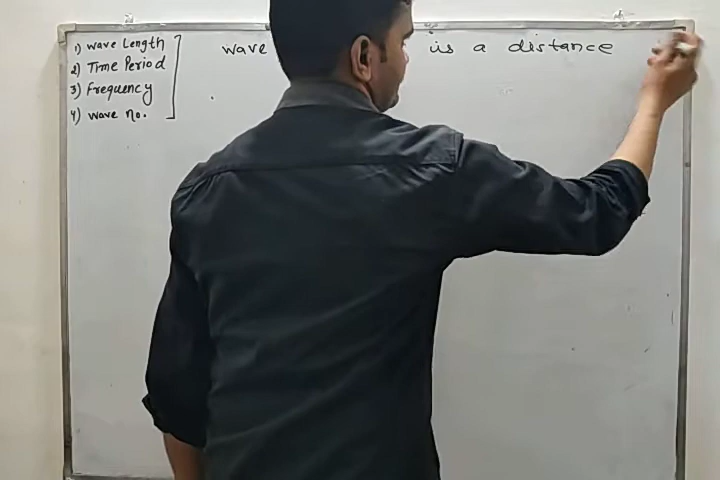 1) Wave Length
2) Time Period
3) Frequency
4) Wave no.
wave is a distance